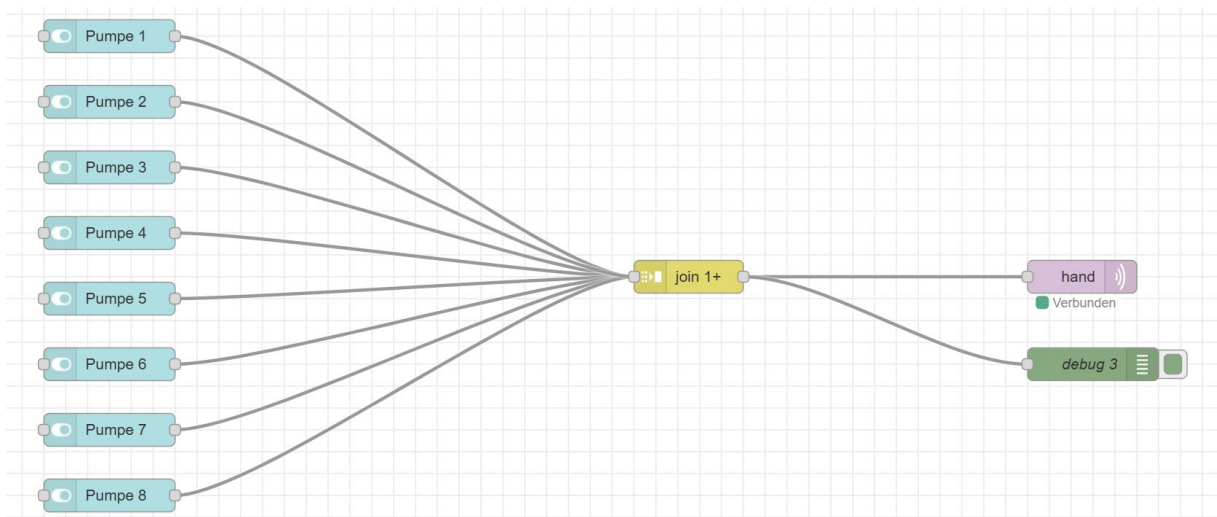 Pumpe 1
Pumpe 2
Pumpe 3
Pumpe 4
Pumpe 5
Pumpe 6
Pumpe 7
Pumpe 8
join 1+
hand
Verbunden
debug 3